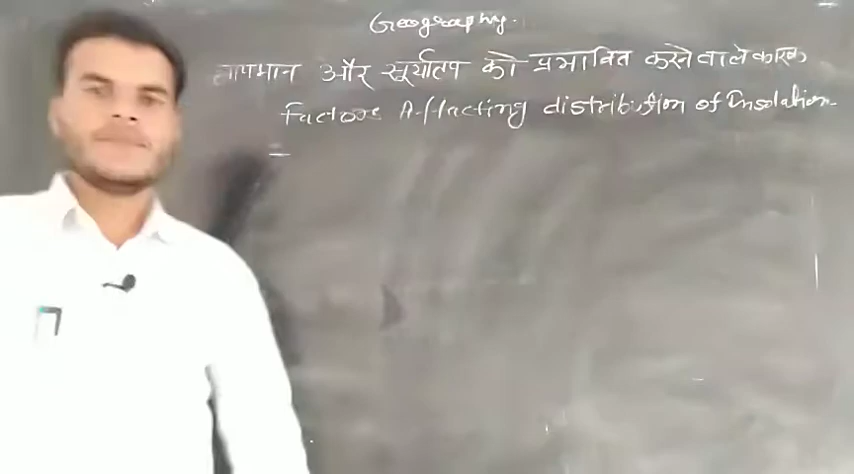 Geography.
तापमान और सूर्यातप को प्रभावित करने वाले कारक
Factors Affecting distribution of Insolation-